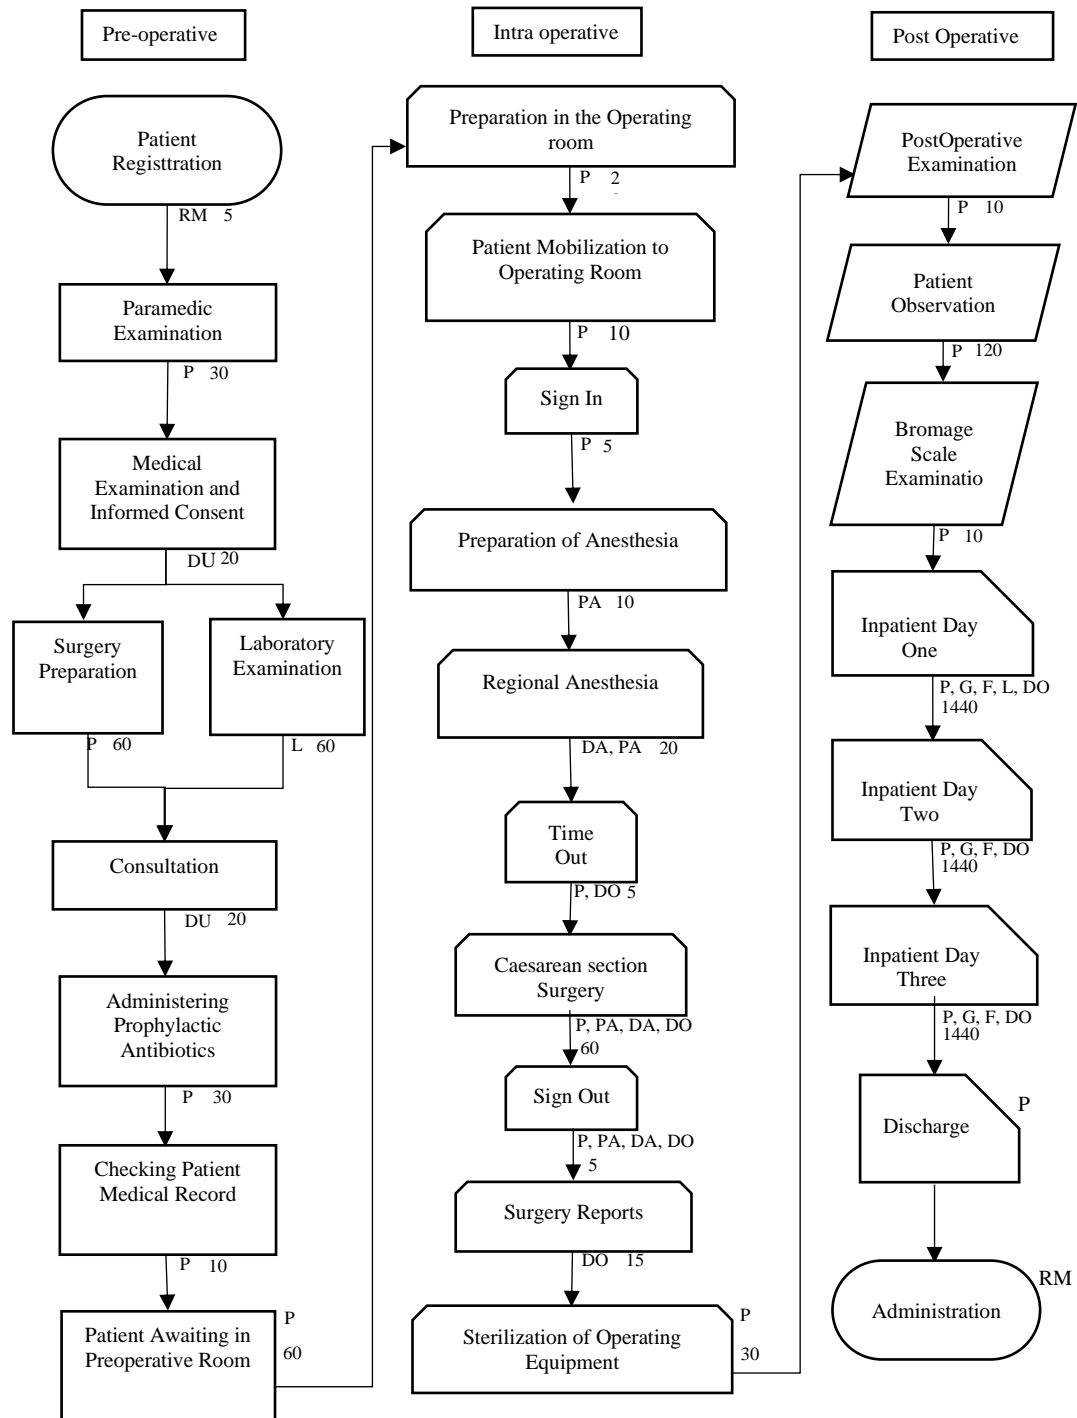 Pre-operative
Patient
Registtration
RM 5
Paramedic
Examination
P 30
Medical
Examination and
Informed Consent
DU 20
Surgery
Preparation
P 60
Laboratory
Examination
L 60
Consultation
DU 20
Administering
Prophylactic
Antibiotics
P 30
Checking Patient
Medical Record
P 10
Patient Awaiting in
Preoperative Room
P
60
Intra operative
Preparation in the Operating
room
P 2
Patient Mobilization to
Operating Room
P 10
Sign In
P 5
Preparation of Anesthesia
PA 10
Regional Anesthesia
DA, PA 20
Time
Out
P, DO 5
Caesarean section
Surgery
P, PA, DA, DO
60
Sign Out
P, PA, DA, DO
5
Surgery Reports
DO 15
Sterilization of Operating
Equipment
P
30
Post Operative
PostOperative
Examination
P 10
Patient
Observation
P 120
Bromage
Scale
Examinatio
P 10
Inpatient Day
One
P, G, F, L, DO
1440
Inpatient Day
Two
P, G, F, DO
1440
Inpatient Day
Three
P, G, F, DO
1440
Discharge
P
Administration
RM